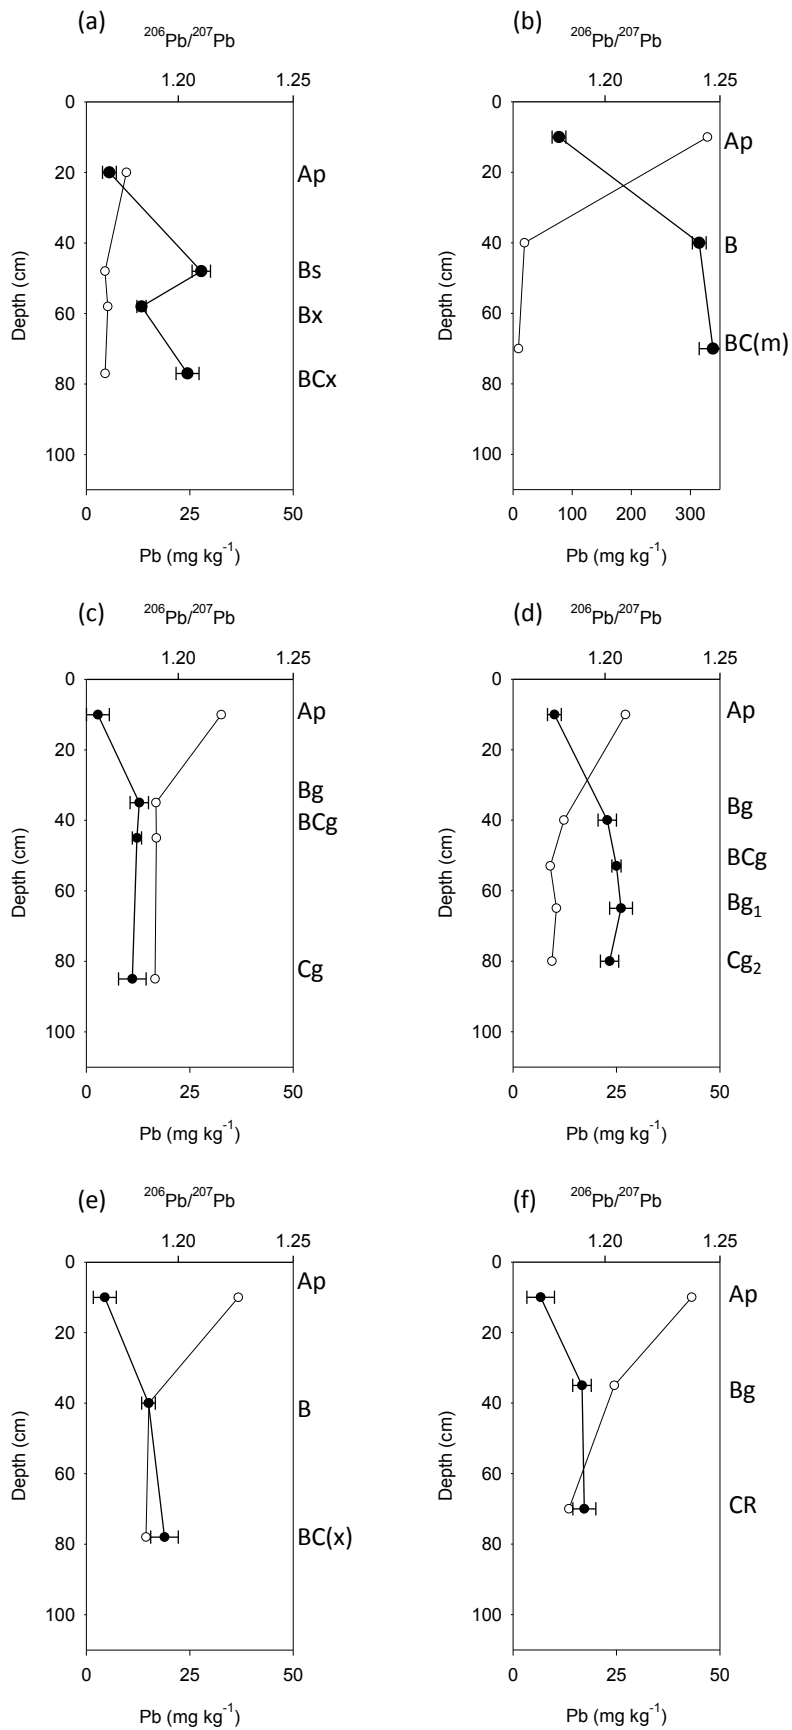 (a)
²⁰⁶Pb/²⁰⁷Pb
1.20 1.25
0
20
40
60
80
100
Depth (cm)
Ap
Bs
Bx
BCx
0 25 50
Pb (mg kg⁻¹)
(b)
²⁰⁶Pb/²⁰⁷Pb
1.20 1.25
0
20
40
60
80
100
Depth (cm)
Ap
B
BC(m)
0 100 200 300
Pb (mg kg⁻¹)
(c)
²⁰⁶Pb/²⁰⁷Pb
1.20 1.25
0
20
40
60
80
100
Depth (cm)
Ap
Bg
BCg
Cg
0 25 50
Pb (mg kg⁻¹)
(d)
²⁰⁶Pb/²⁰⁷Pb
1.20 1.25
0
20
40
60
80
100
Depth (cm)
Ap
Bg
BCg
Bg₁
Cg₂
0 25 50
Pb (mg kg⁻¹)
(e)
²⁰⁶Pb/²⁰⁷Pb
1.20 1.25
0
20
40
60
80
100
Depth (cm)
Ap
B
BC(x)
0 25 50
Pb (mg kg⁻¹)
(f)
²⁰⁶Pb/²⁰⁷Pb
1.20 1.25
0
20
40
60
80
100
Depth (cm)
Ap
Bg
CR
0 25 50
Pb (mg kg⁻¹)